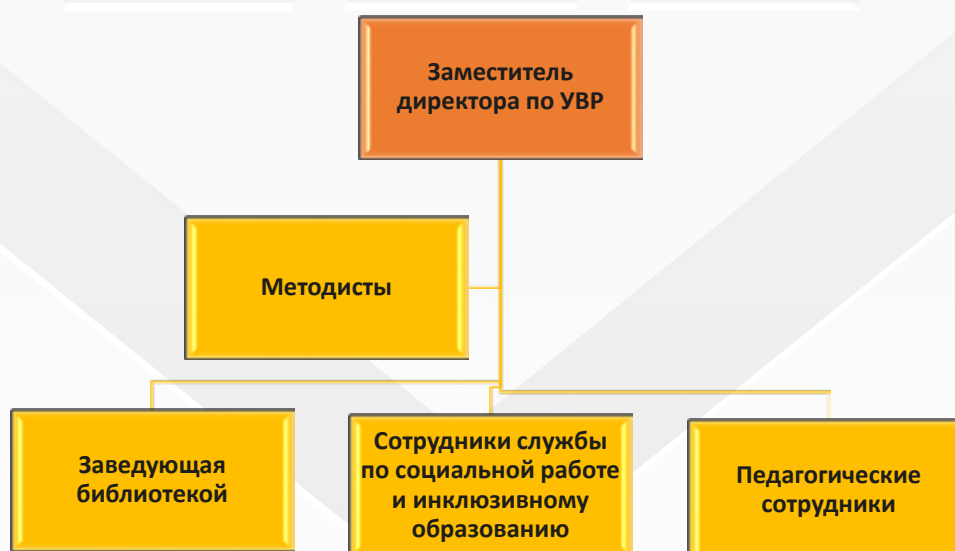 Заместитель
директора по УВР
Методисты
Заведующая
библиотекой
Сотрудники службы
по социальной работе
и инклюзивному
образованию
Педагогические
сотрудники